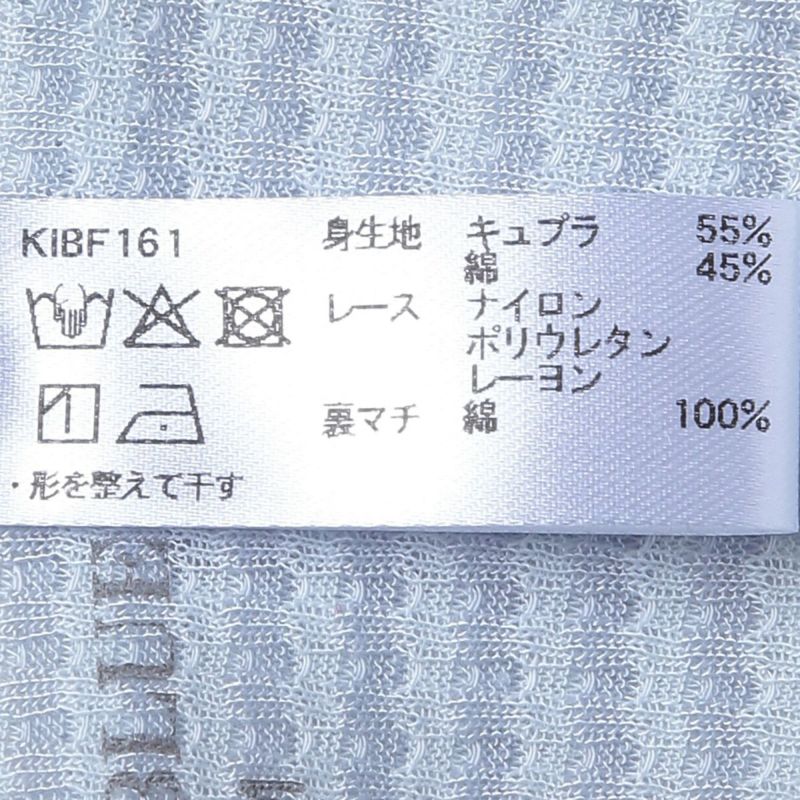 KIBF161
身生地 キュプラ 55%
綿 45%
レース ナイロン
ポリウレタン
レーヨン
裏マチ 綿 100%
・形を整えて干す